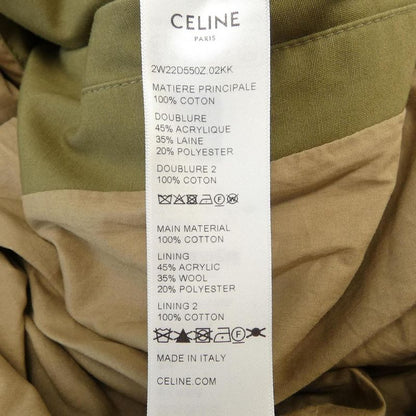 CELINE
PARIS
2W22D550Z.02KK
MATIERE PRINCIPALE
100% COTON
DOUBLURE
45% ACRYLIQUE
35% LAINE
20% POLYESTER
DOUBLURE 2
100% COTON
MAIN MATERIAL
100% COTTON
LINING
45% ACRYLIC
35% WOOL
20% POLYESTER
LINING 2
100% COTTON
MADE IN ITALY
CELINE.COM